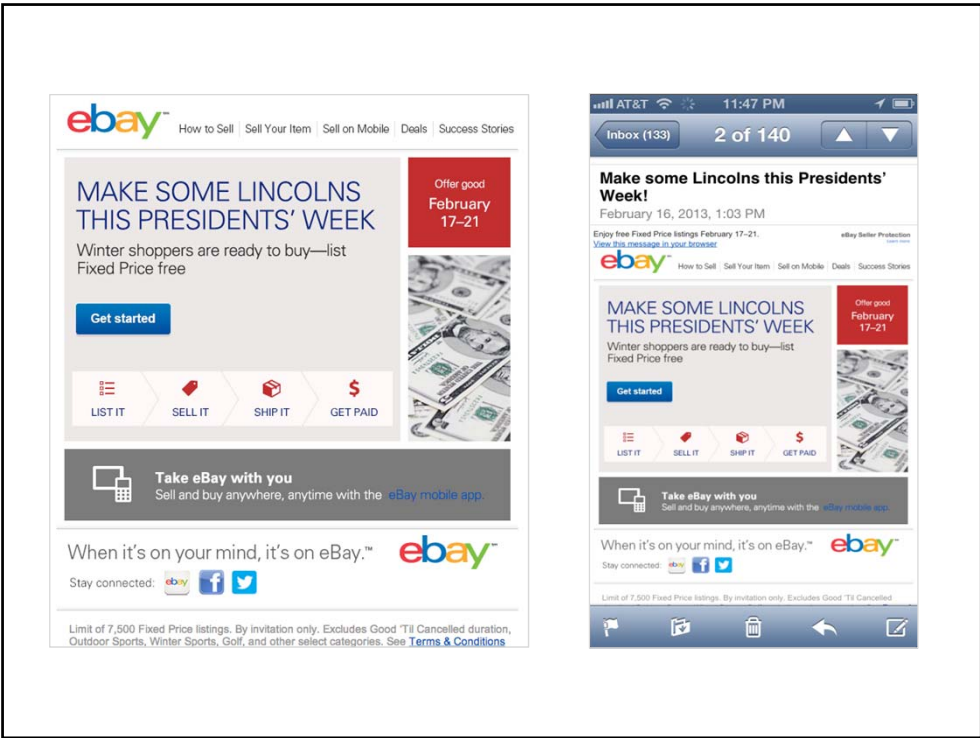 ebay™
How to Sell | Sell Your Item | Sell on Mobile | Deals | Success Stories
MAKE SOME LINCOLNS
THIS PRESIDENTS' WEEK
Winter shoppers are ready to buy—list
Fixed Price free
Get started
LIST IT SELL IT SHIP IT GET PAID
Offer good
February
17–21
Take eBay with you
Sell and buy anywhere, anytime with the eBay mobile app.
When it's on your mind, it's on eBay.™ ebay™
Stay connected: ebay f
Limit of 7,500 Fixed Price listings. By invitation only. Excludes Good 'Til Cancelled duration,
Outdoor Sports, Winter Sports, Golf, and other select categories. See Terms & Conditions
AT&T 11:47 PM
Inbox (133) 2 of 140
Make some Lincolns this Presidents'
Week!
February 16, 2013, 1:03 PM
Enjoy free Fixed Price listings February 17–21. eBay Seller Protection
View this message in your browser Learn more
ebay™ How to Sell | Sell Your Item | Sell on Mobile | Deals | Success Stories
MAKE SOME LINCOLNS
THIS PRESIDENTS' WEEK
Winter shoppers are ready to buy—list
Fixed Price free
Get started
LIST IT SELL IT SHIP IT GET PAID
Offer good
February
17–21
Take eBay with you
Sell and buy anywhere, anytime with the eBay mobile app.
When it's on your mind, it's on eBay.™ ebay™
Stay connected: ebay f
Limit of 7,500 Fixed Price listings. By invitation only. Excludes Good 'Til Cancelled